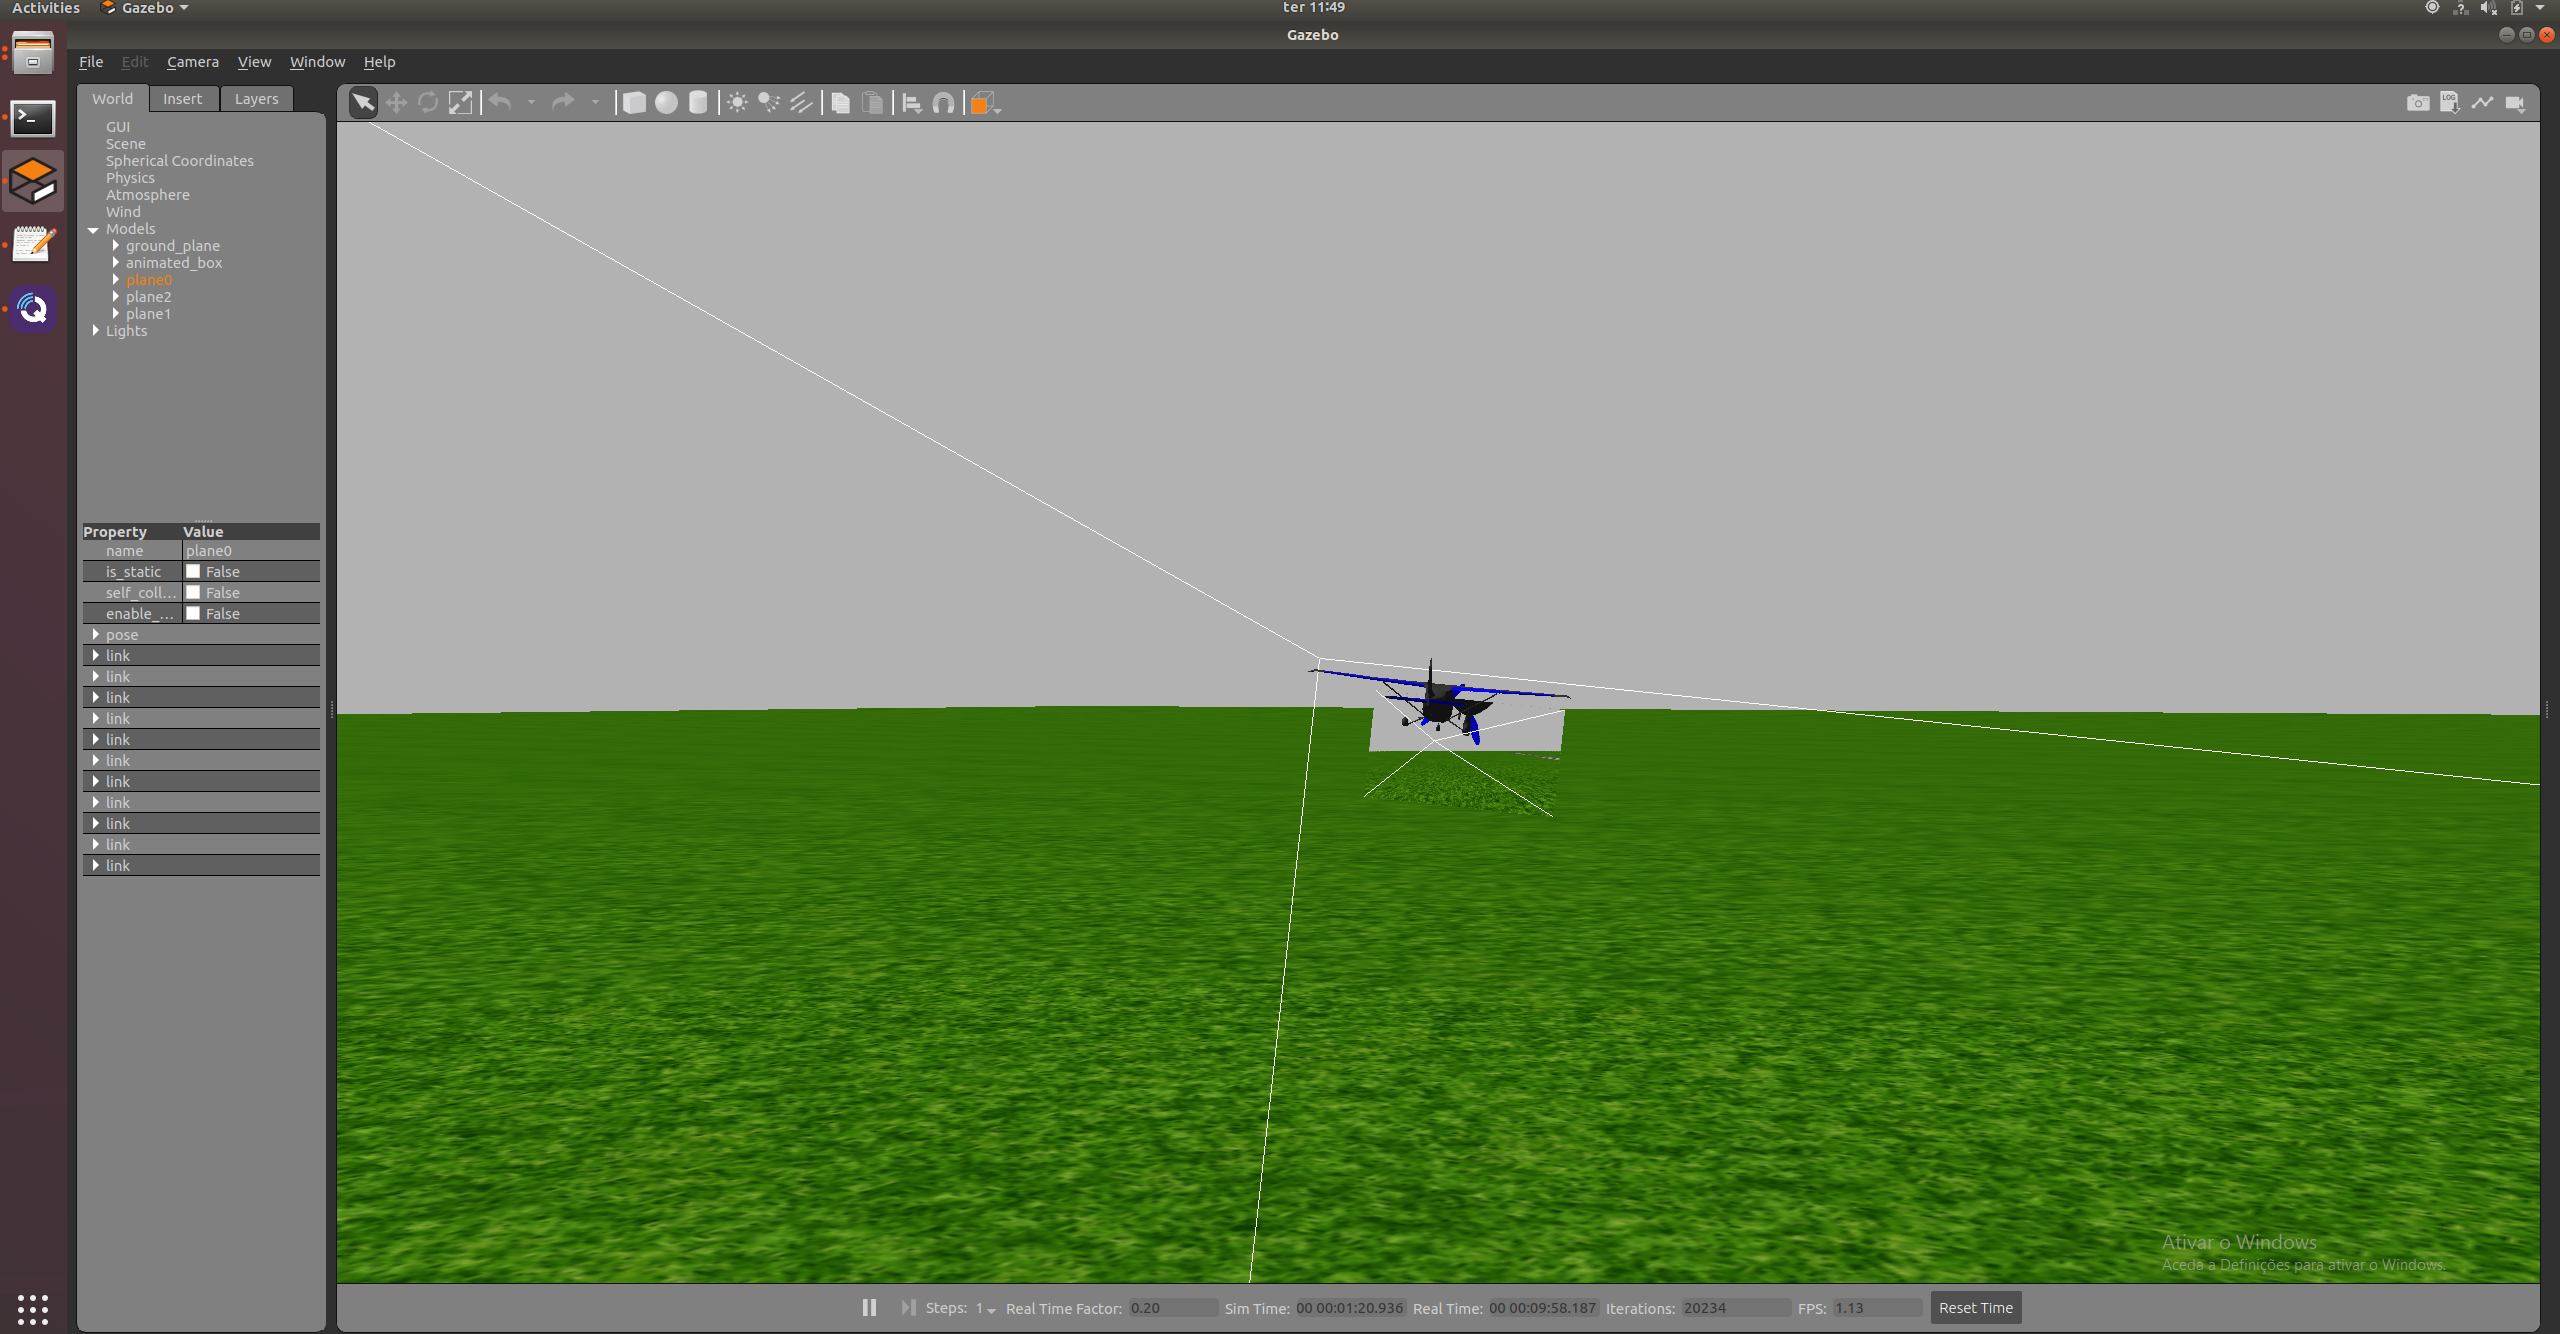 Activities Gazebo ter 11:49
Gazebo
File Edit Camera View Window Help
World Insert Layers
GUI
Scene
Spherical Coordinates
Physics
Atmosphere
Wind
Models
ground_plane
animated_box
plane0
plane2
plane1
Lights
Property Value
name plane0
is_static False
self_coll... False
enable_... False
pose
link
link
link
link
link
link
link
link
link
link
link
LOG
Ativar o Windows
Aceda a Definições para ativar o Windows.
Steps: 1 Real Time Factor: 0.20 Sim Time: 00 00:01:20.936 Real Time: 00 00:09:58.187 Iterations: 20234 FPS: 1.13 Reset Time